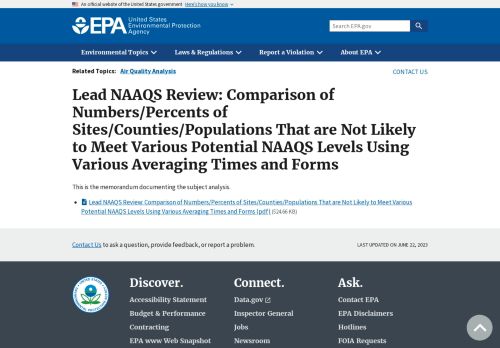 An official website of the United States government Here's how you know
EPA United States
Environmental Protection
Agency
Search EPA.gov
Environmental Topics Laws & Regulations Report a Violation About EPA
Related Topics: Air Quality Analysis CONTACT US
Lead NAAQS Review: Comparison of
Numbers/Percents of
Sites/Counties/Populations That are Not Likely
to Meet Various Potential NAAQS Levels Using
Various Averaging Times and Forms
This is the memorandum documenting the subject analysis.
Lead NAAQS Review: Comparison of Numbers/Percents of Sites/Counties/Populations That are Not Likely to Meet Various
Potential NAAQS Levels Using Various Averaging Times and Forms (pdf) (524.66 KB)
Contact Us to ask a question, provide feedback, or report a problem. LAST UPDATED ON JUNE 22, 2023
Discover. Connect. Ask.
Accessibility Statement Data.gov Contact EPA
Budget & Performance Inspector General EPA Disclaimers
Contracting Jobs Hotlines
EPA www Web Snapshot Newsroom FOIA Requests